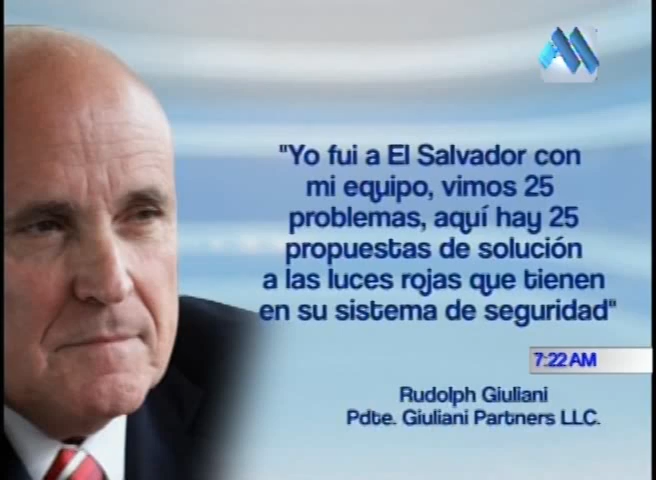 "Yo fui a El Salvador con
mi equipo, vimos 25
problemas, aquí hay 25
propuestas de solución
a las luces rojas que tienen
en su sistema de seguridad"
7:22 AM
Rudolph Giuliani
Pdte. Giuliani Partners LLC.